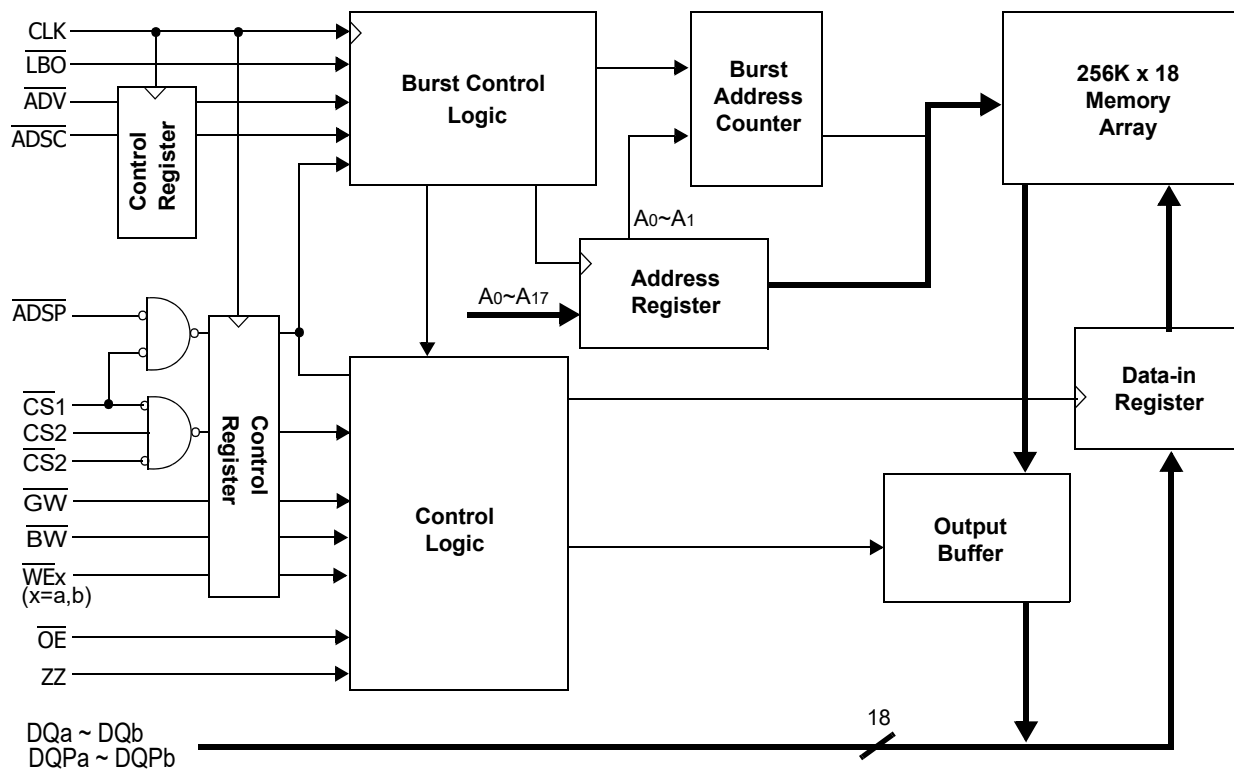 CLK
LBO
ADV
ADSC
Control
Register
Burst Control
Logic
Burst
Address
Counter
256K x 18
Memory
Array
A0~A1
Address
Register
A0~A17
ADSP
CS1
CS2
CS2
GW
BW
WEx
(x=a,b)
OE
ZZ
Control
Register
Control
Logic
Data-in
Register
Output
Buffer
DQa ~ DQb
DQPa ~ DQPb
18